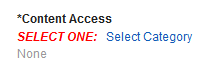 *Content Access
SELECT ONE: Select Category
None